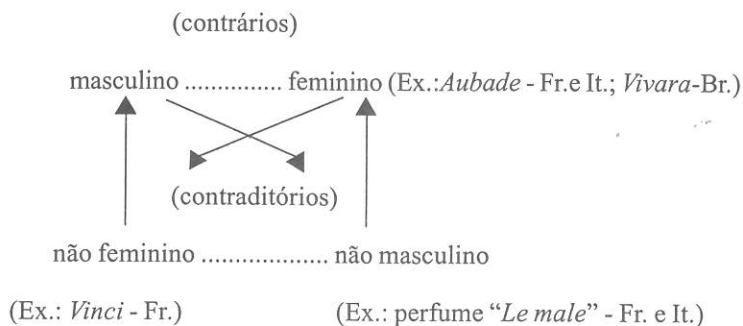 (contrários)
masculino ............... feminino (Ex.:Aubade - Fr.e It.; Vivara-Br.)
(contraditórios)
não feminino .................... não masculino
(Ex.: Vinci - Fr.)
(Ex.: perfume “Le male” - Fr. e It.)